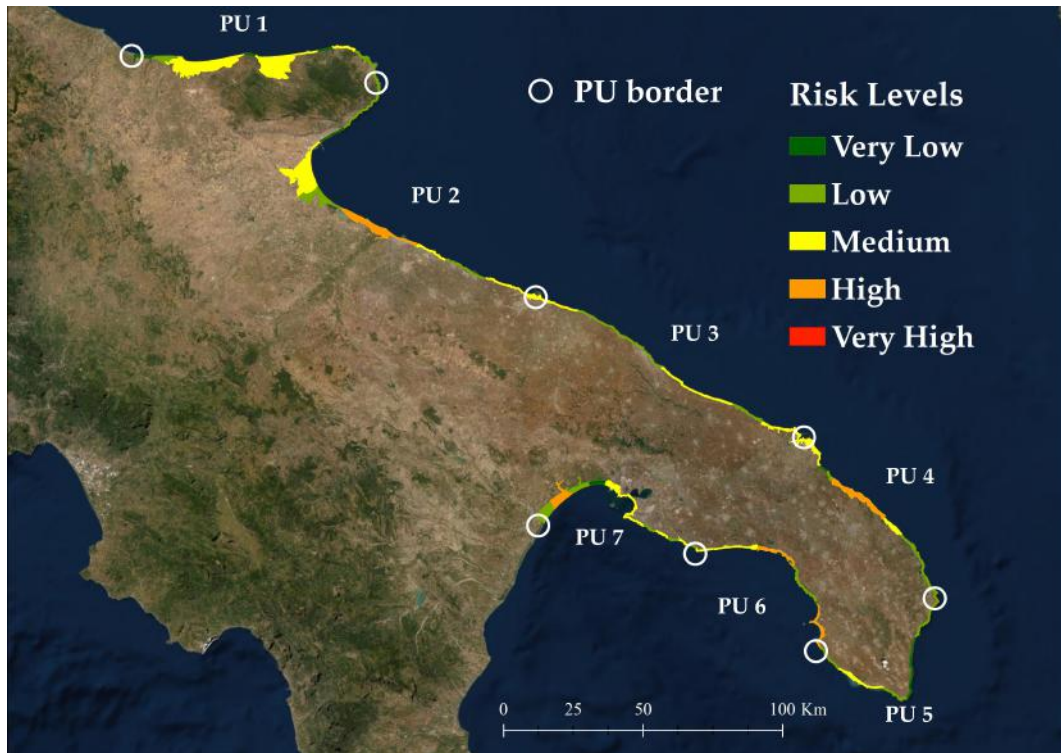 PU 1
PU border
Risk Levels
Very Low
Low
Medium
High
Very High
PU 2
PU 3
PU 4
PU 7
PU 6
PU 5
0 25 50 100 Km